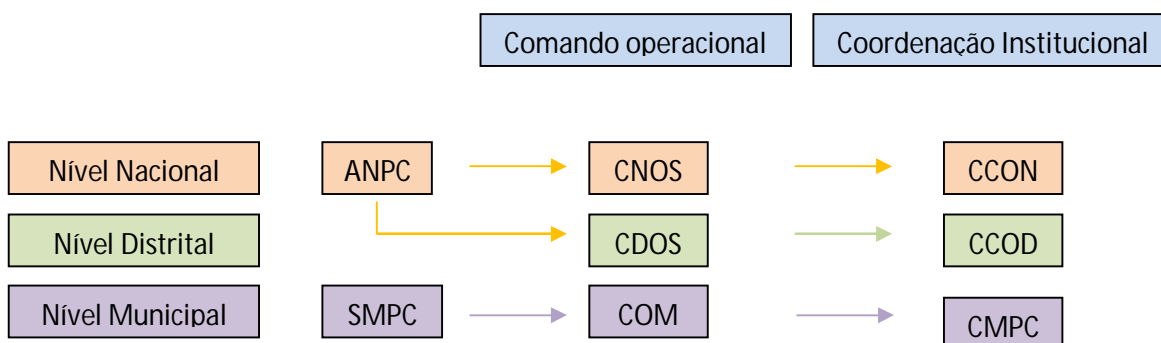 Comando operacional
Coordenação Institucional
Nível Nacional
ANPC
CNOS
CCON
Nível Distrital
CDOS
CCOD
Nível Municipal
SMPC
COM
CMPC